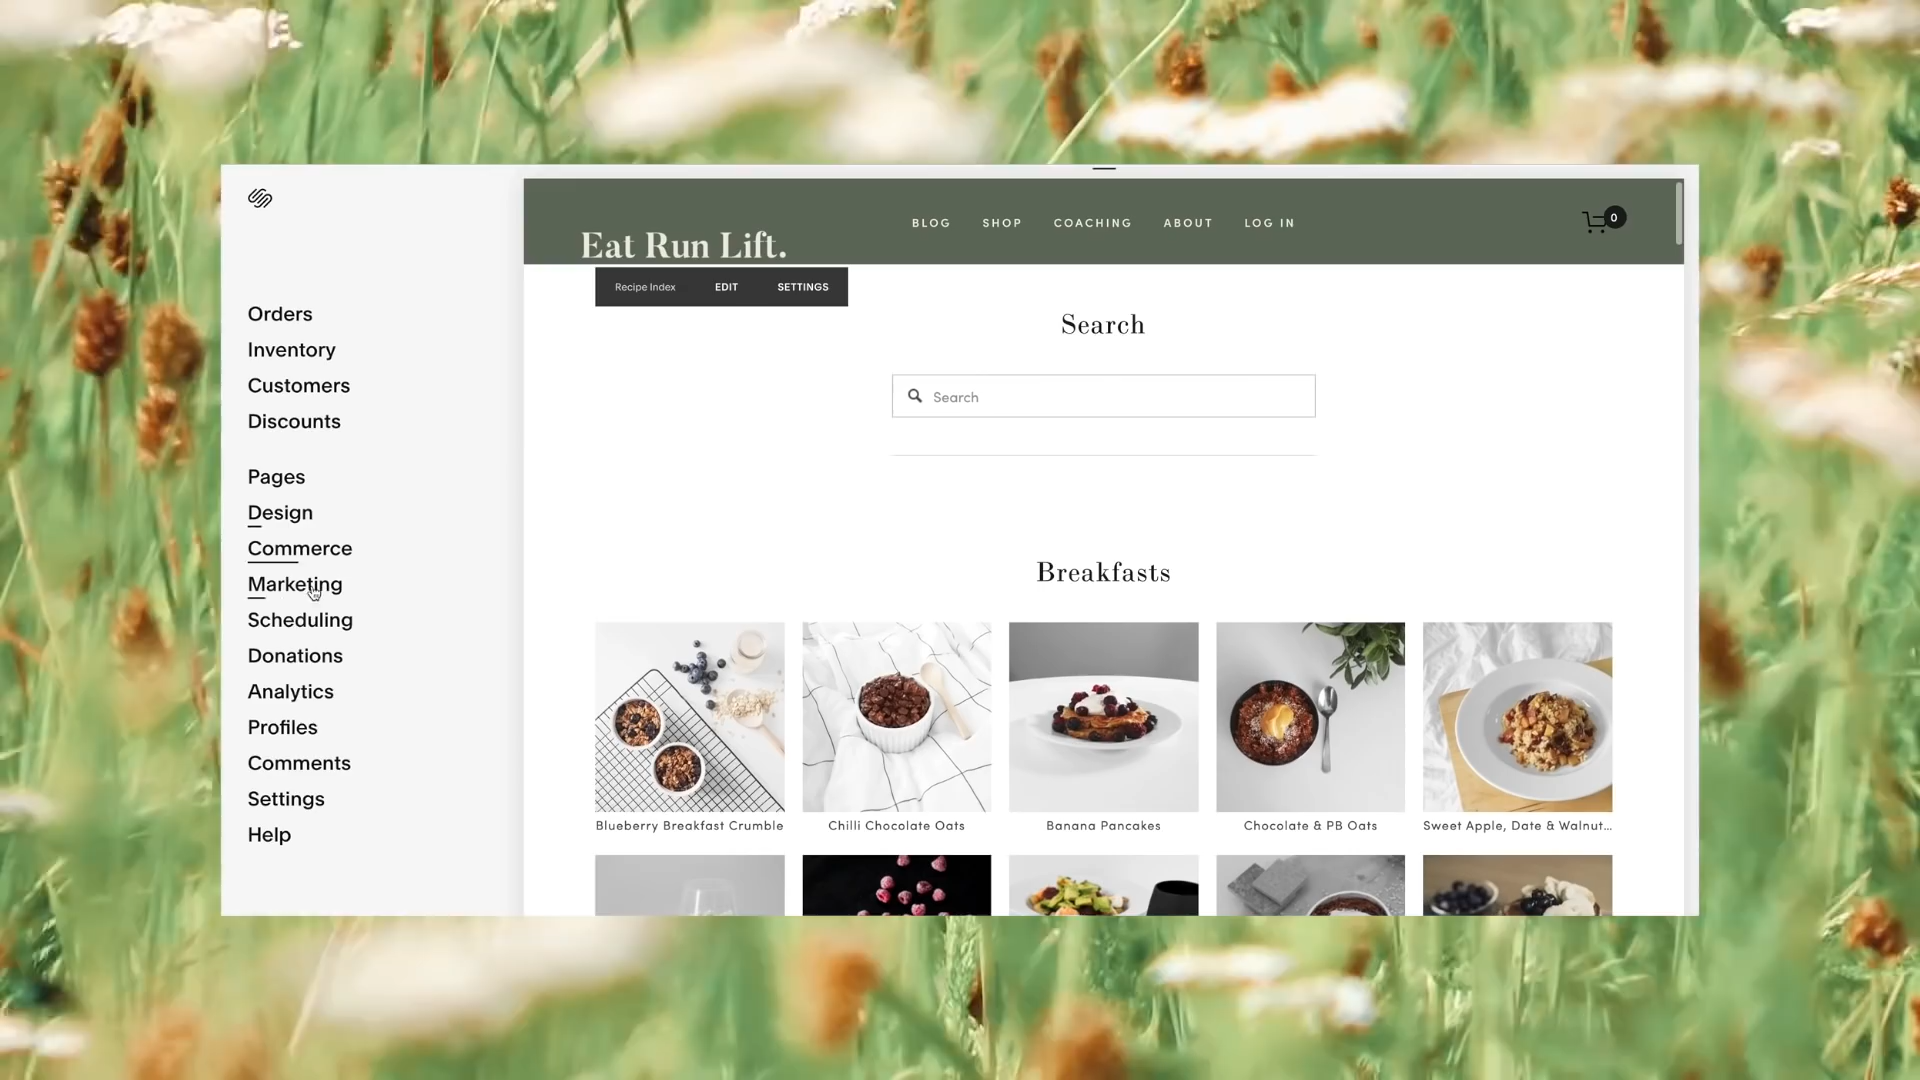 Orders
Inventory
Customers
Discounts
Pages
Design
Commerce
Marketing
Scheduling
Donations
Analytics
Profiles
Comments
Settings
Help
Eat Run Lift.
BLOG SHOP COACHING ABOUT LOG IN
0
Recipe Index EDIT SETTINGS
Search
Search
Breakfasts
Blueberry Breakfast Crumble
Chilli Chocolate Oats
Banana Pancakes
Chocolate & PB Oats
Sweet Apple, Date & Walnut...